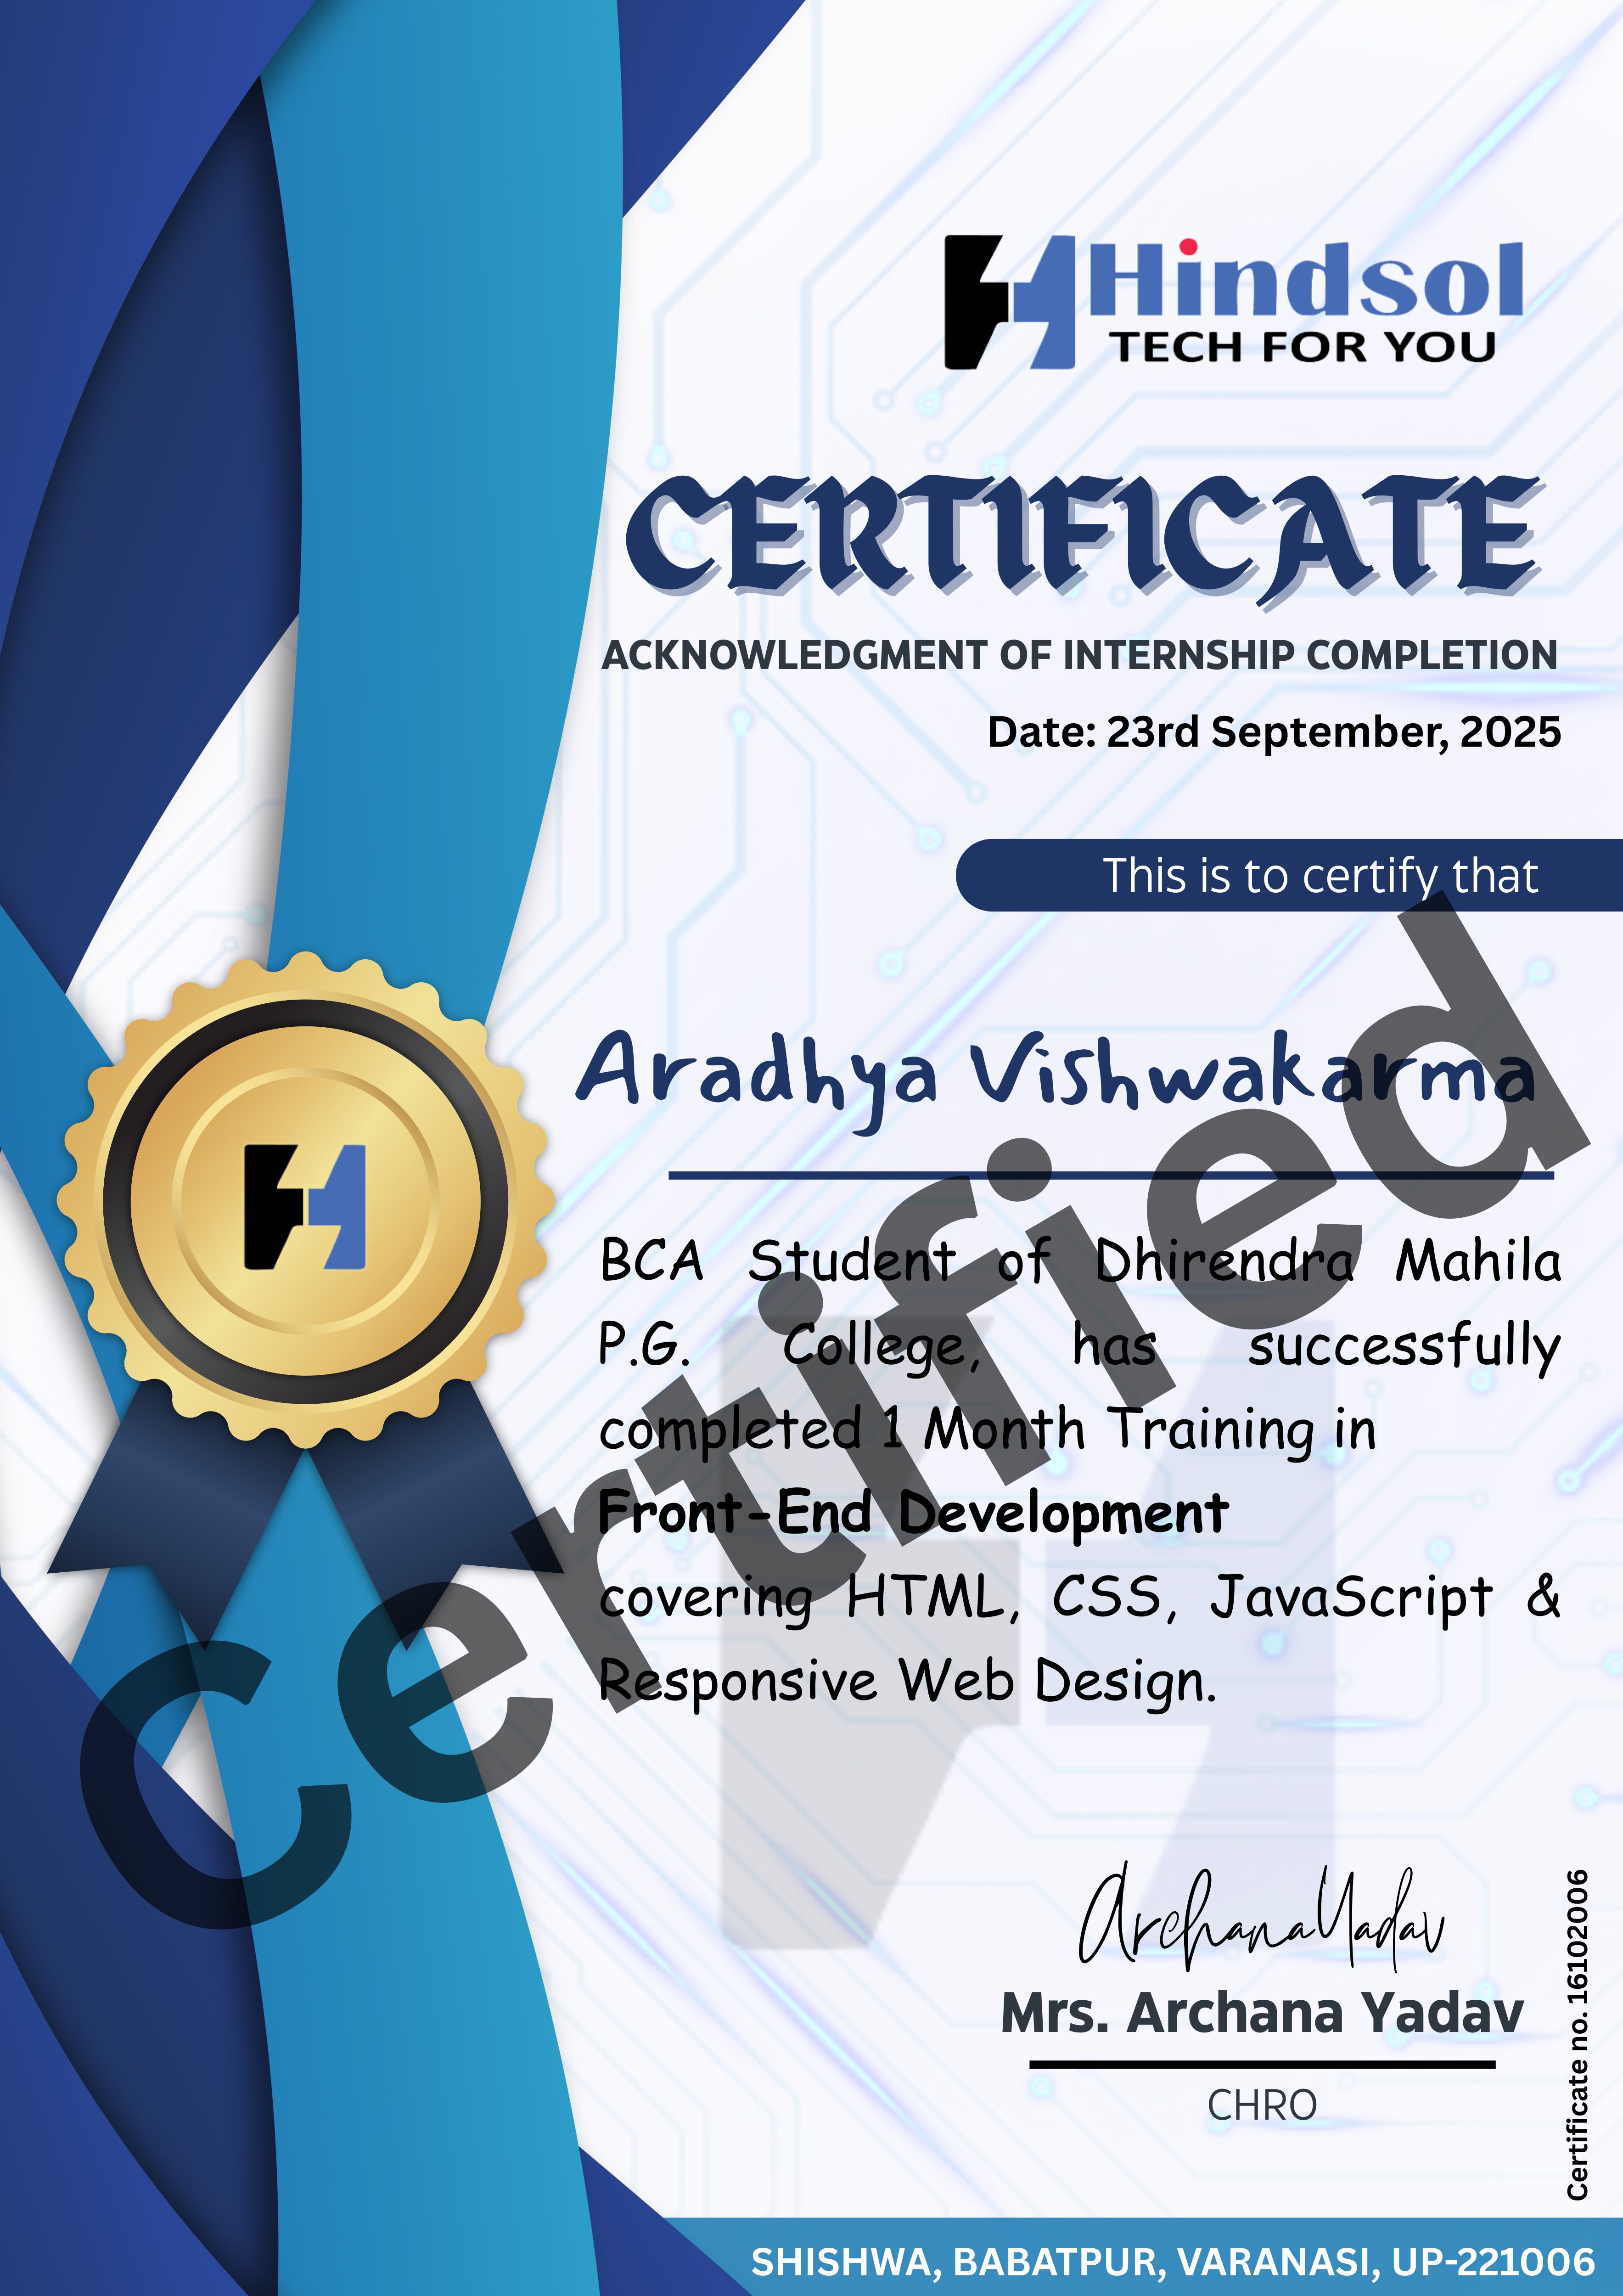 Hindsol
TECH FOR YOU
CERTIFICATE
ACKNOWLEDGMENT OF INTERNSHIP COMPLETION
Date: 23rd September, 2025
This is to certify that
Aradhya Vishwakarma
BCA Student of Dhirendra Mahila
P.G. College, has successfully
completed 1 Month Training in
Front-End Development
covering HTML, CSS, JavaScript &
Responsive Web Design.
Certified
Archana Yadav
Mrs. Archana Yadav
CHRO
Certificate no. 16102006
SHISHWA, BABATPUR, VARANASI, UP-221006